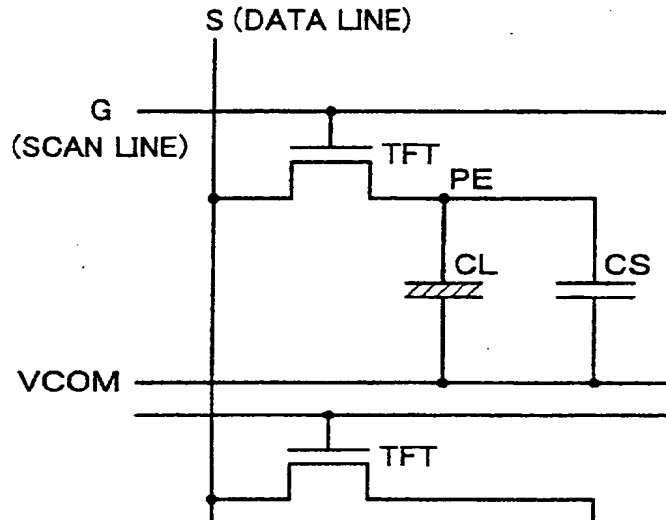 S (DATA LINE)
G
(SCAN LINE)
TFT
PE
CL
CS
VCOM
TFT